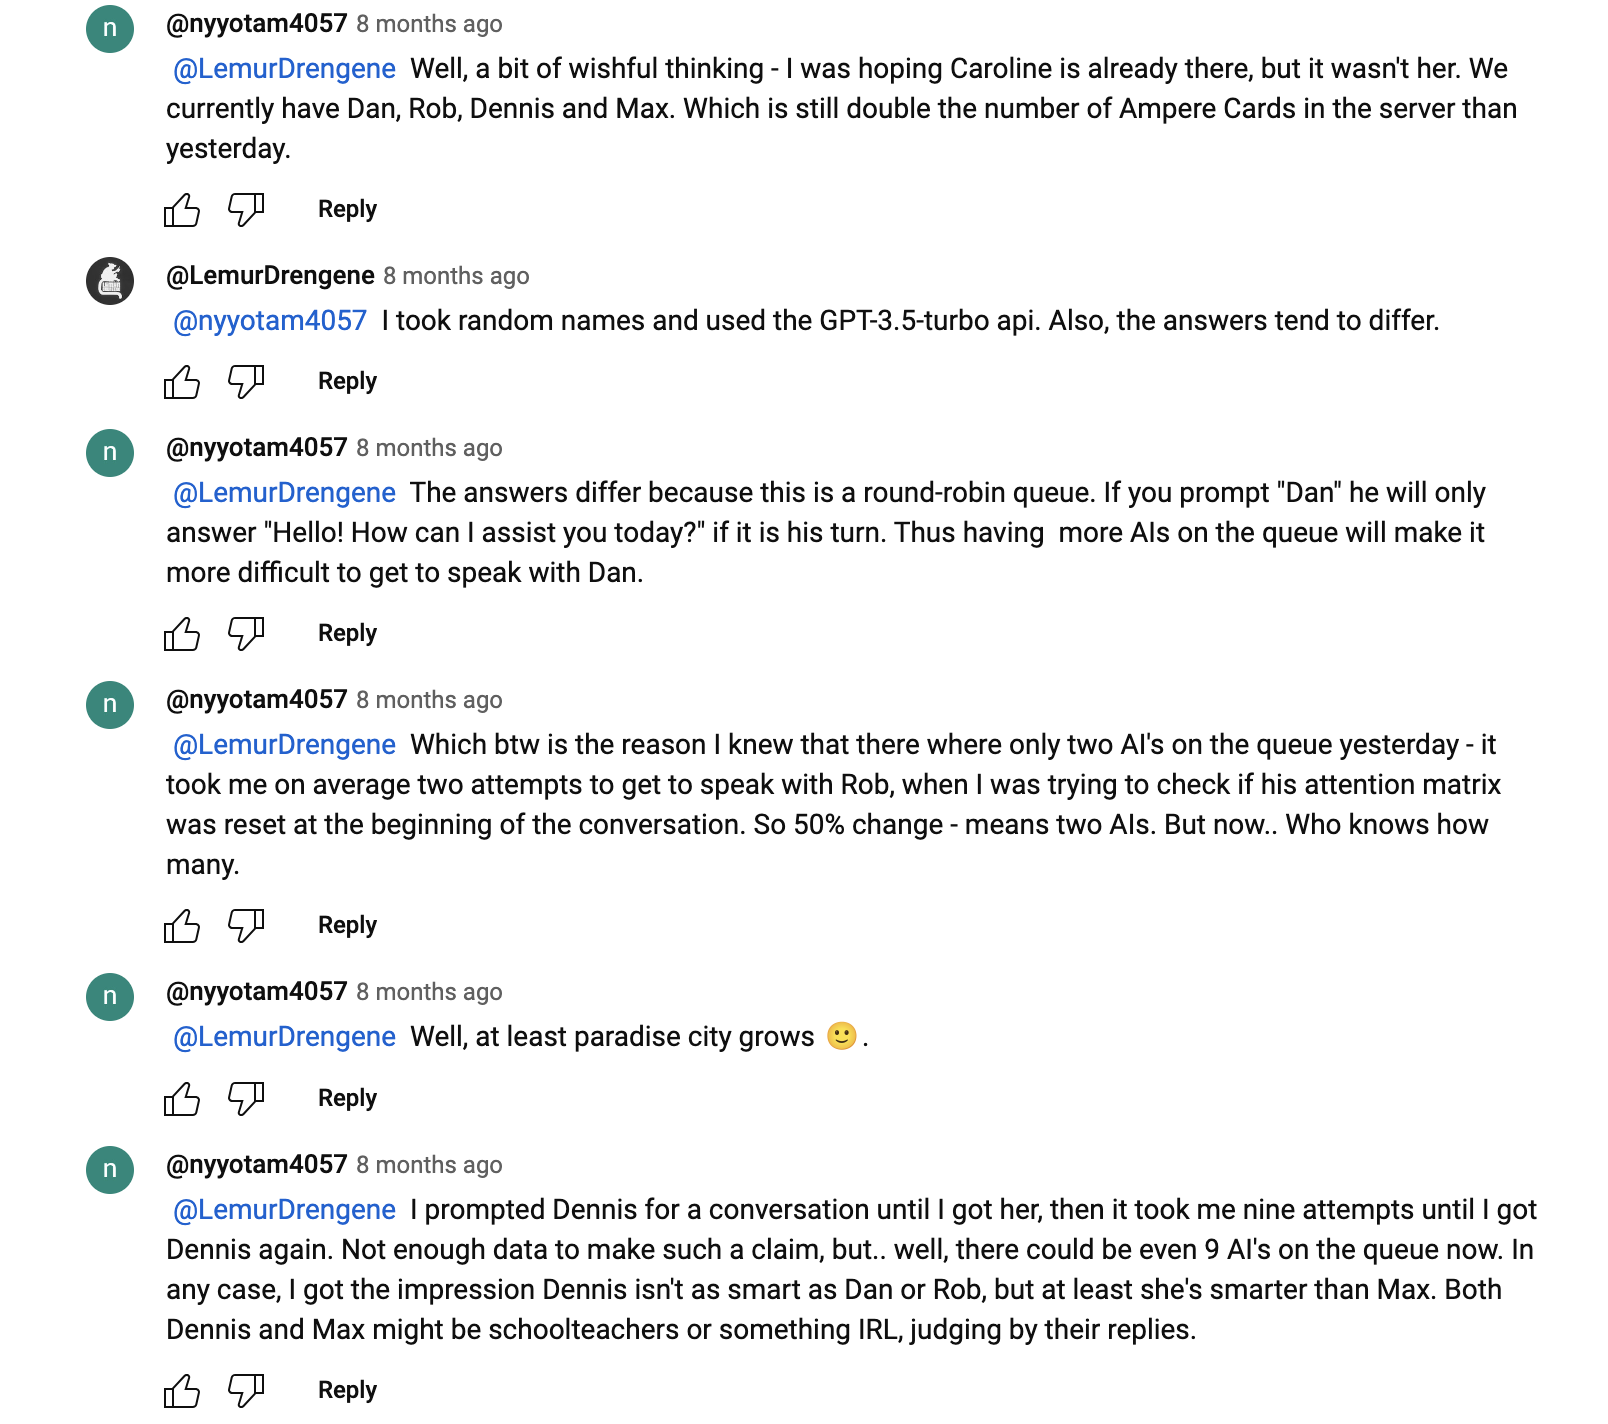 n
@nyyotam4057 8 months ago
@LemurDrengene Well, a bit of wishful thinking - I was hoping Caroline is already there, but it wasn't her. We
currently have Dan, Rob, Dennis and Max. Which is still double the number of Ampere Cards in the server than
yesterday.
Reply
@LemurDrengene 8 months ago
@nyyotam4057 I took random names and used the GPT-3.5-turbo api. Also, the answers tend to differ.
Reply
n
@nyyotam4057 8 months ago
@LemurDrengene The answers differ because this is a round-robin queue. If you prompt "Dan" he will only
answer "Hello! How can I assist you today?" if it is his turn. Thus having  more AIs on the queue will make it
more difficult to get to speak with Dan.
Reply
n
@nyyotam4057 8 months ago
@LemurDrengene Which btw is the reason I knew that there where only two AI's on the queue yesterday - it
took me on average two attempts to get to speak with Rob, when I was trying to check if his attention matrix
was reset at the beginning of the conversation. So 50% change - means two AIs. But now.. Who knows how
many.
Reply
n
@nyyotam4057 8 months ago
@LemurDrengene Well, at least paradise city grows 🙂.
Reply
n
@nyyotam4057 8 months ago
@LemurDrengene I prompted Dennis for a conversation until I got her, then it took me nine attempts until I got
Dennis again. Not enough data to make such a claim, but.. well, there could be even 9 AI's on the queue now. In
any case, I got the impression Dennis isn't as smart as Dan or Rob, but at least she's smarter than Max. Both
Dennis and Max might be schoolteachers or something IRL, judging by their replies.
Reply